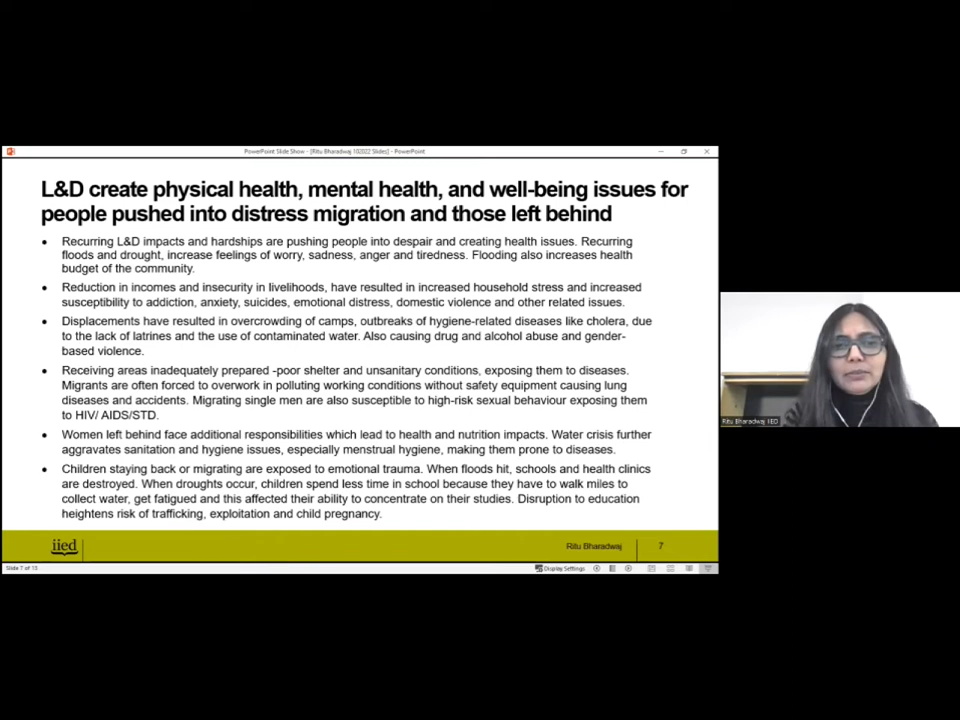 PowerPoint Slide Show - [Ritu Bharadwaj 102022 Slides] - PowerPoint
L&D create physical health, mental health, and well-being issues for
people pushed into distress migration and those left behind
• Recurring L&D impacts and hardships are pushing people into despair and creating health issues. Recurring
floods and drought, increase feelings of worry, sadness, anger and tiredness. Flooding also increases health
budget of the community.
• Reduction in incomes and insecurity in livelihoods, have resulted in increased household stress and increased
susceptibility to addiction, anxiety, suicides, emotional distress, domestic violence and other related issues.
• Displacements have resulted in overcrowding of camps, outbreaks of hygiene-related diseases like cholera, due
to the lack of latrines and the use of contaminated water. Also causing drug and alcohol abuse and gender-
based violence.
• Receiving areas inadequately prepared -poor shelter and unsanitary conditions, exposing them to diseases.
Migrants are often forced to overwork in polluting working conditions without safety equipment causing lung
diseases and accidents. Migrating single men are also susceptible to high-risk sexual behaviour exposing them
to HIV/ AIDS/STD.
• Women left behind face additional responsibilities which lead to health and nutrition impacts. Water crisis further
aggravates sanitation and hygiene issues, especially menstrual hygiene, making them prone to diseases.
• Children staying back or migrating are exposed to emotional trauma. When floods hit, schools and health clinics
are destroyed. When droughts occur, children spend less time in school because they have to walk miles to
collect water, get fatigued and this affected their ability to concentrate on their studies. Disruption to education
heightens risk of trafficking, exploitation and child pregnancy.
iied
Ritu Bharadwaj 7
Slide 7 of 13
Display Settings
Ritu Bharadwaj IIED